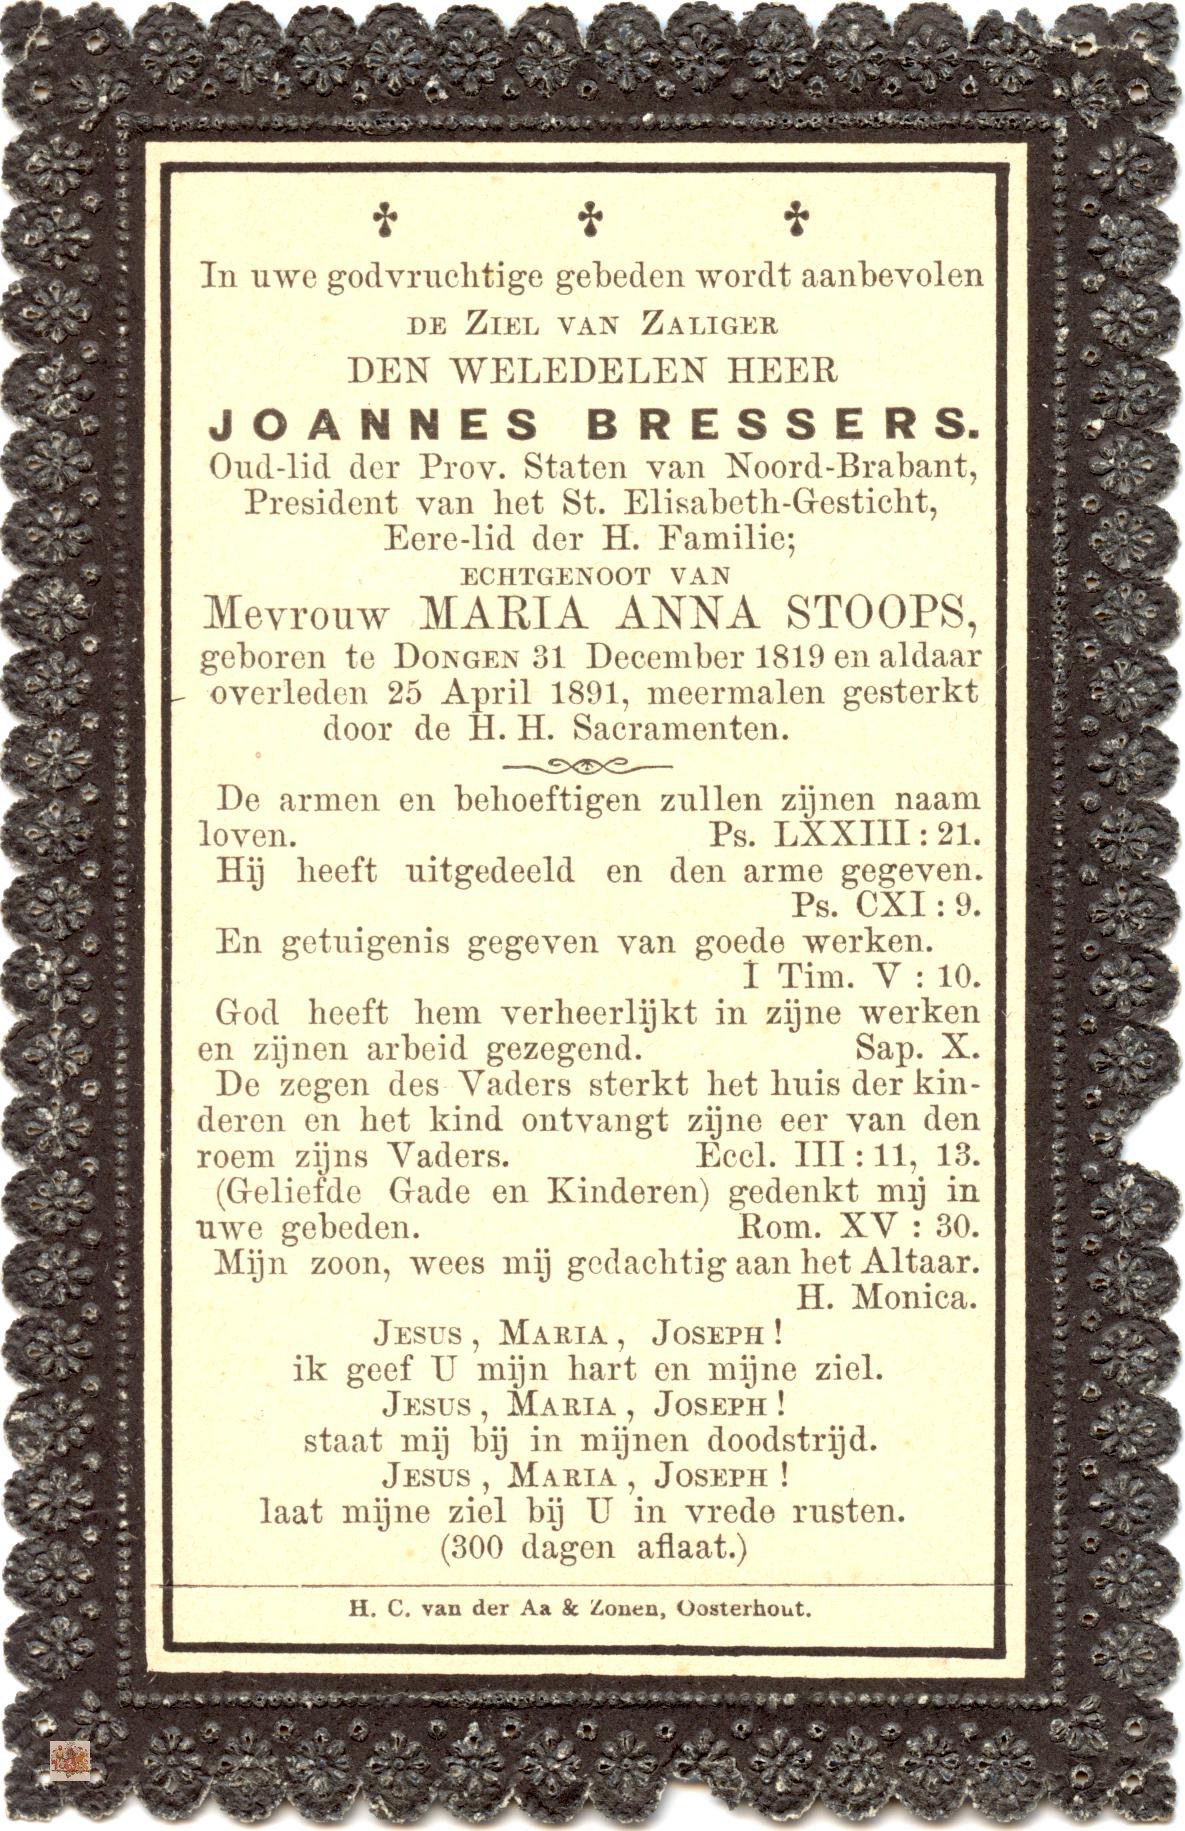 In uwe godvruchtige gebeden wordt aanbevolen
DE ZIEL VAN ZALIGER
DEN WELEDELEN HEER
JOANNES BRESSERS.
Oud-lid der Prov. Staten van Noord-Brabant,
President van het St. Elisabeth-Gesticht,
Eere-lid der H. Familie;
ECHTGENOOT VAN
Mevrouw MARIA ANNA STOOPS,
geboren te DONGEN 31 December 1819 en aldaar
overleden 25 April 1891, meermalen gesterkt
door de H. H. Sacramenten.
De armen en behoeftigen zullen zijnen naam
loven. Ps. LXXIII : 21.
Hij heeft uitgedeeld en den arme gegeven.
Ps. CXI : 9.
En getuigenis gegeven van goede werken.
I Tim. V : 10.
God heeft hem verheerlijkt in zijne werken
en zijnen arbeid gezegend. Sap. X.
De zegen des Vaders sterkt het huis der kin-
deren en het kind ontvangt zijne eer van den
roem zijns Vaders. Eccl. III : 11, 13.
(Geliefde Gade en Kinderen) gedenkt mij in
uwe gebeden. Rom. XV : 30.
Mijn zoon, wees mij gedachtig aan het Altaar.
H. Monica.
JESUS, MARIA, JOSEPH!
ik geef U mijn hart en mijne ziel.
JESUS, MARIA, JOSEPH!
staat mij bij in mijnen doodstrijd.
JESUS, MARIA, JOSEPH!
laat mijne ziel bij U in vrede rusten.
(300 dagen aflaat.)
H. C. van der Aa & Zonen, Oosterhout.